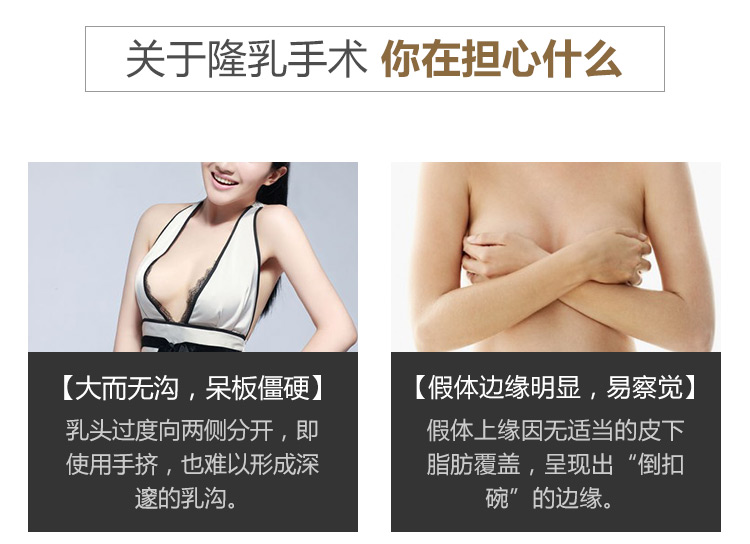 关于隆乳手术 你在担心什么
【大而无沟，呆板僵硬】
乳头过度向两侧分开，即
使用手挤，也难以形成深
邃的乳沟。
【假体边缘明显，易察觉】
假体上缘因无适当的皮下
脂肪覆盖，呈现出“倒扣
碗”的边缘。